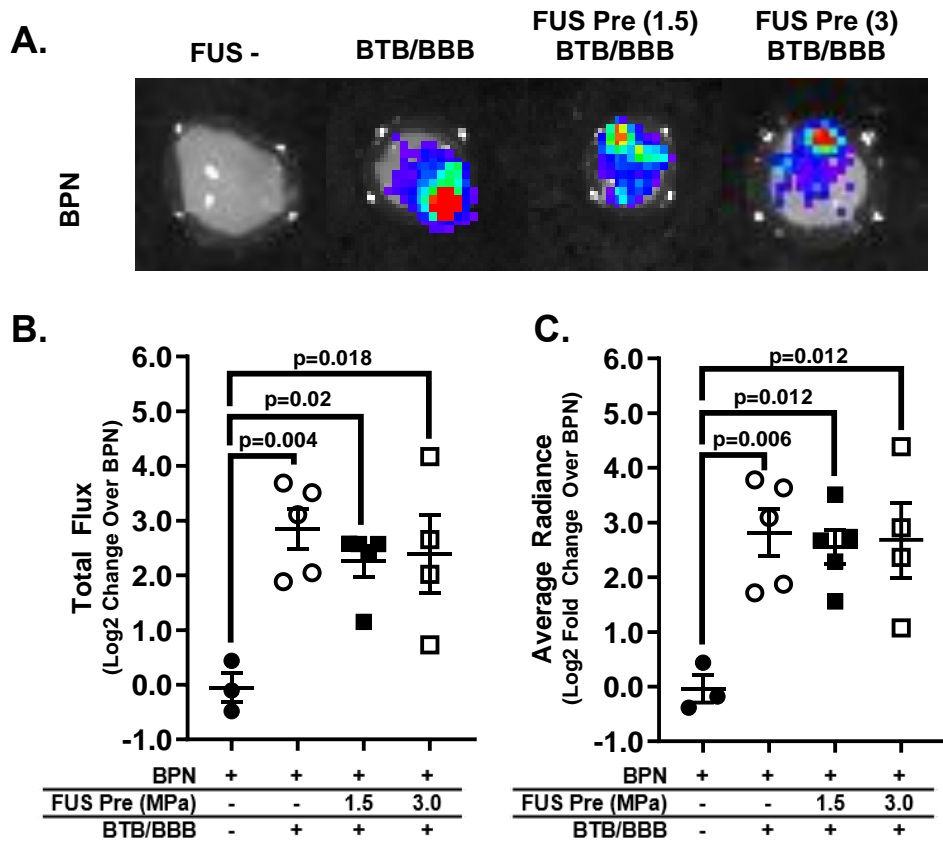 A.
FUS -
BTB/BBB
FUS Pre (1.5)
BTB/BBB
FUS Pre (3)
BTB/BBB
BPN
B.
Total Flux
(Log2 Change Over BPN)
6.0
5.0
4.0
3.0
2.0
1.0
0.0
-1.0
p=0.018
p=0.02
p=0.004
BPN + + + +
FUS Pre (MPa) - - 1.5 3.0
BTB/BBB - + + +
C.
Average Radiance
(Log2 Fold Change Over BPN)
6.0
5.0
4.0
3.0
2.0
1.0
0.0
-1.0
p=0.012
p=0.012
p=0.006
BPN + + + +
FUS Pre (MPa) - - 1.5 3.0
BTB/BBB - + + +